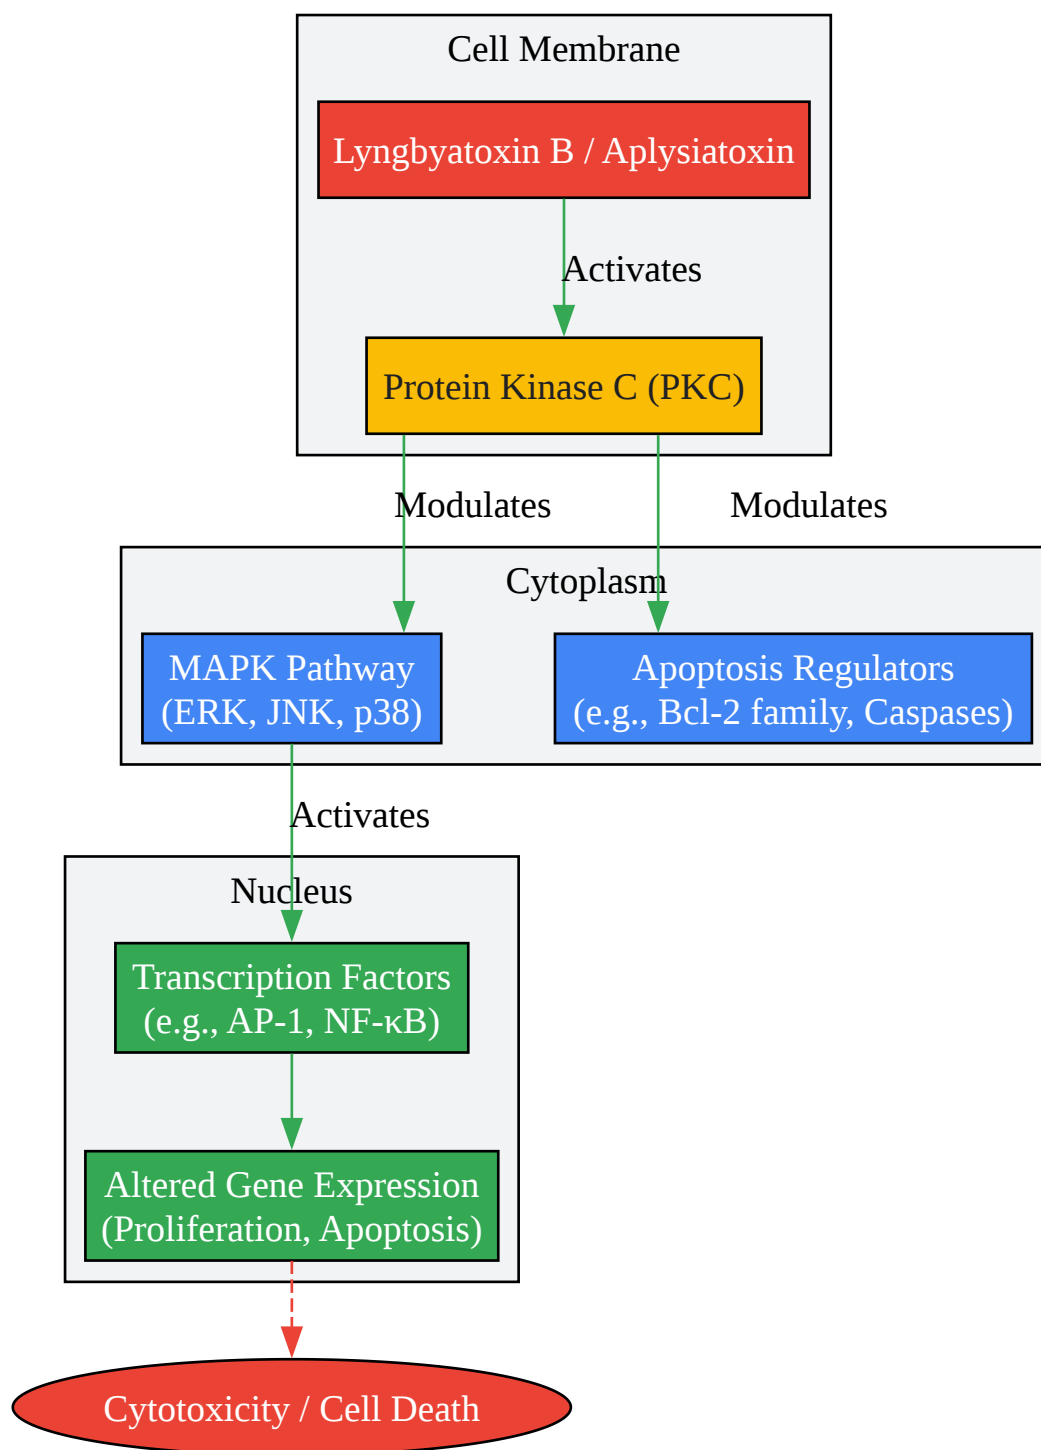 Cell Membrane
Lyngbyatoxin B / Aplysiatoxin
Activates
Protein Kinase C (PKC)
Modulates
Modulates
Cytoplasm
MAPK Pathway
(ERK, JNK, p38)
Apoptosis Regulators
(e.g., Bcl-2 family, Caspases)
Activates
Nucleus
Transcription Factors
(e.g., AP-1, NF-κB)
Altered Gene Expression
(Proliferation, Apoptosis)
Cytotoxicity / Cell Death